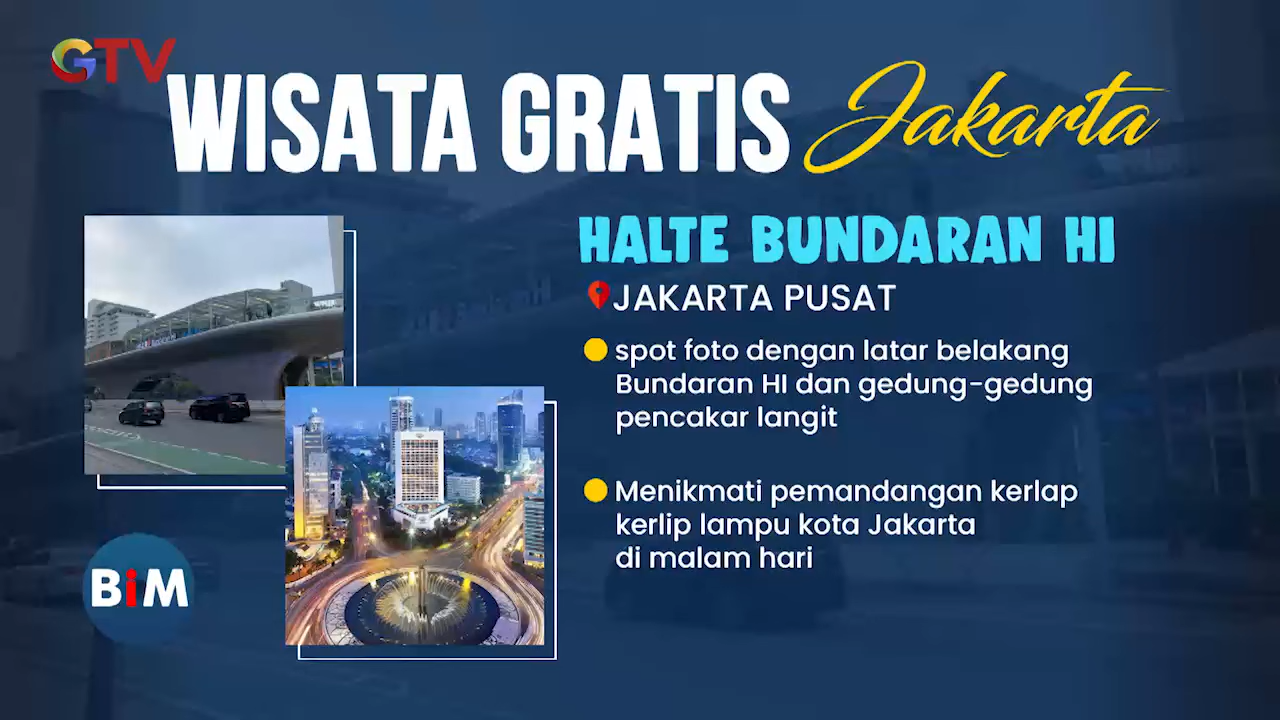 GTV
WISATA GRATIS Jakarta
HALTE BUNDARAN HI
JAKARTA PUSAT
spot foto dengan latar belakang
Bundaran HI dan gedung-gedung
pencakar langit
Menikmati pemandangan kerlap
kerlip lampu kota Jakarta
di malam hari
BiM